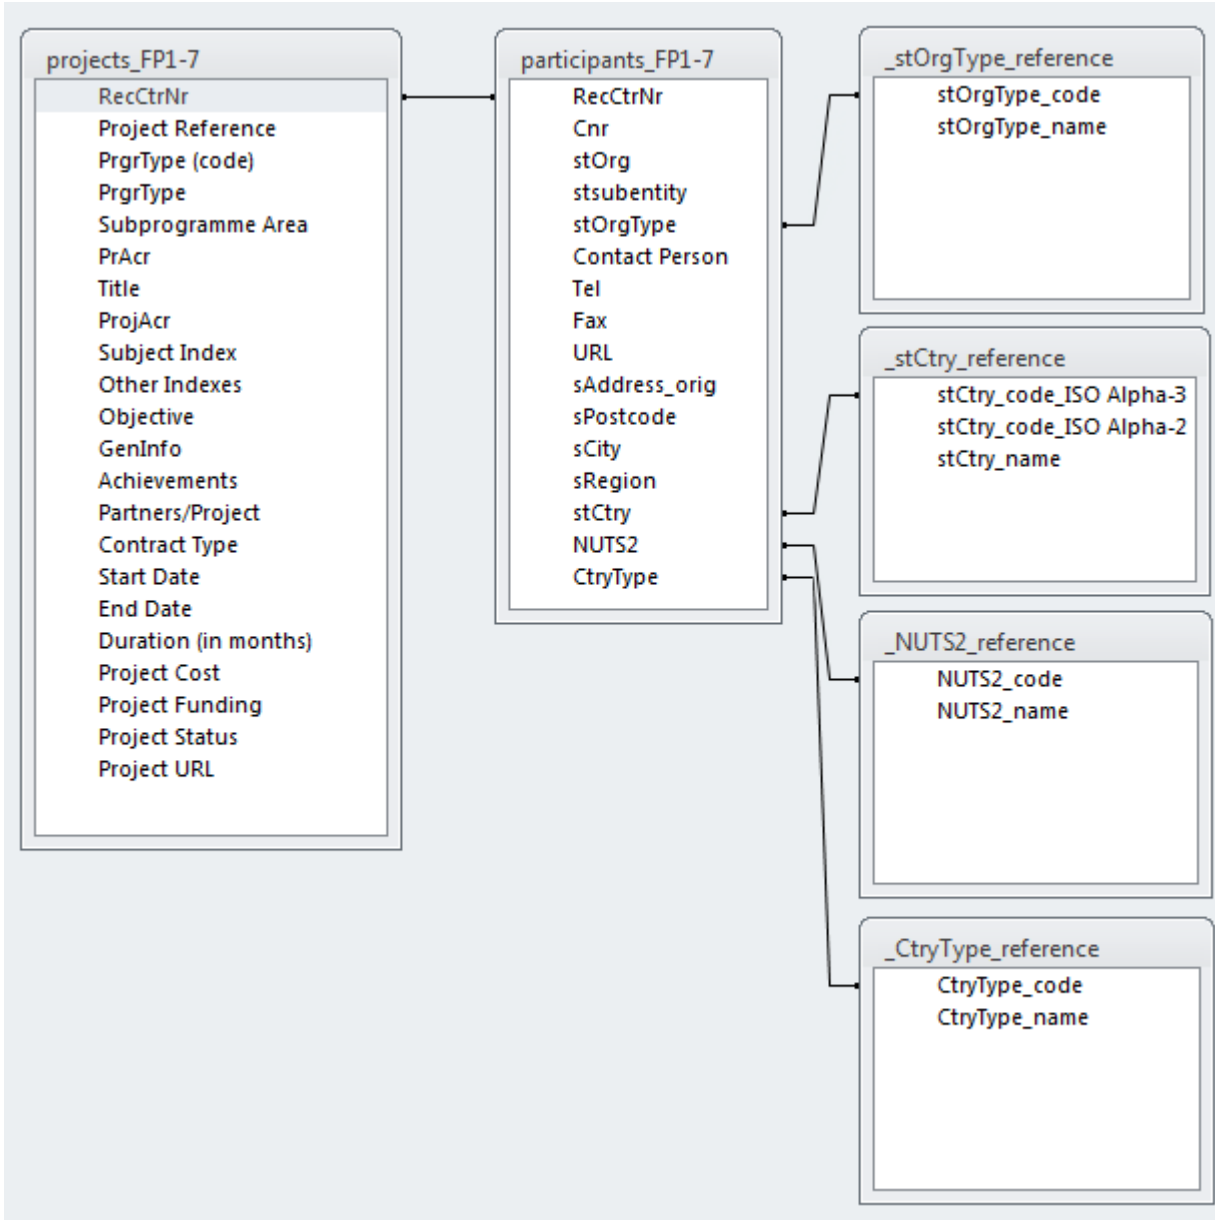 projects_FP1-7
RecCtrNr
Project Reference
PrgrType (code)
PrgrType
Subprogramme Area
PrAcr
Title
ProjAcr
Subject Index
Other Indexes
Objective
GenInfo
Achievements
Partners/Project
Contract Type
Start Date
End Date
Duration (in months)
Project Cost
Project Funding
Project Status
Project URL
participants_FP1-7
RecCtrNr
Cnr
stOrg
stsubentity
stOrgType
Contact Person
Tel
Fax
URL
sAddress_orig
sPostcode
sCity
sRegion
stCtry
NUTS2
CtryType
_stOrgType_reference
stOrgType_code
stOrgType_name
_stCtry_reference
stCtry_code_ISO Alpha-3
stCtry_code_ISO Alpha-2
stCtry_name
_NUTS2_reference
NUTS2_code
NUTS2_name
_CtryType_reference
CtryType_code
CtryType_name